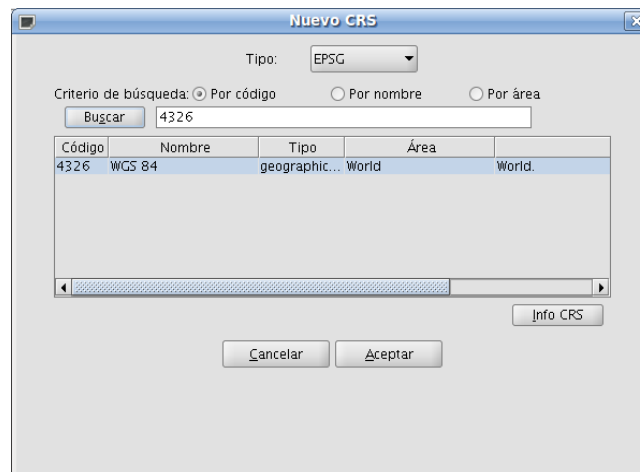 Nuevo CRS
Tipo: EPSG
Criterio de búsqueda: Por código Por nombre Por área
Buscar 4326
Código Nombre Tipo Área
4326 WGS 84 geographic... World World.
Info CRS
Cancelar Aceptar